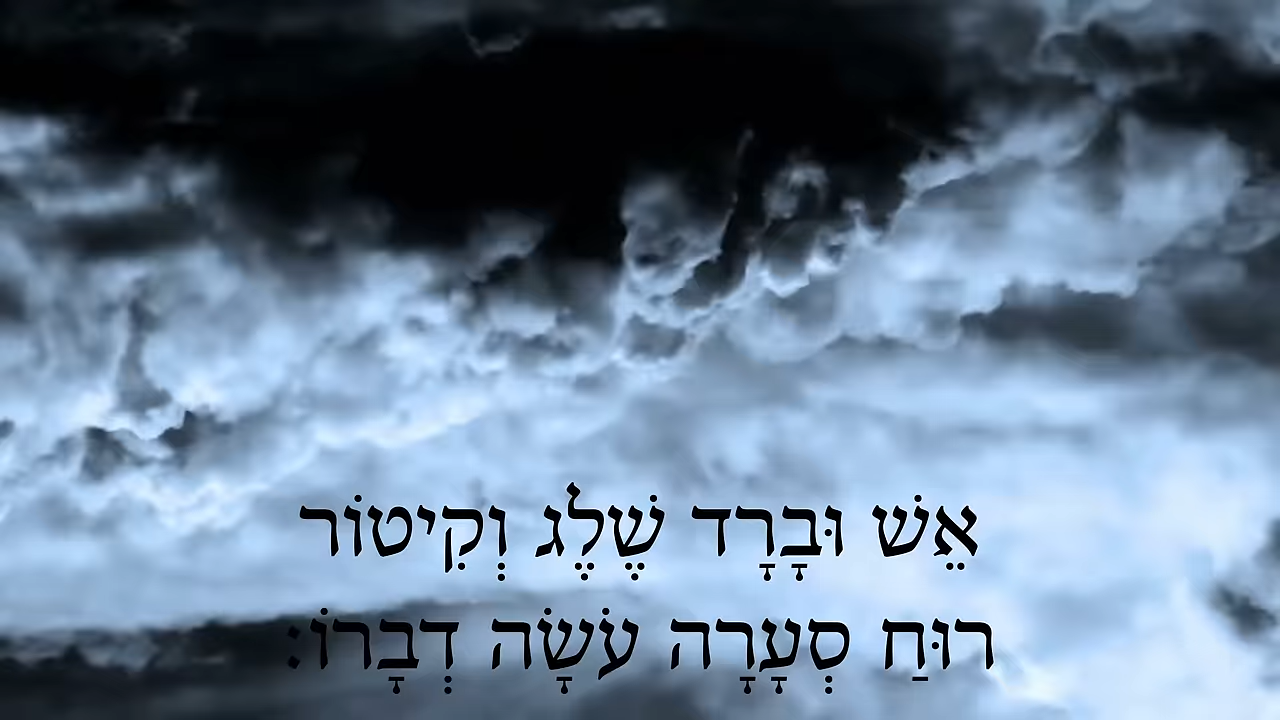 אֵשׁ וּבָרָד שֶׁלֶג וְקִיטוֹר
רוּחַ סְעָרָה עֹשָׂה דְבָרוֹ׃